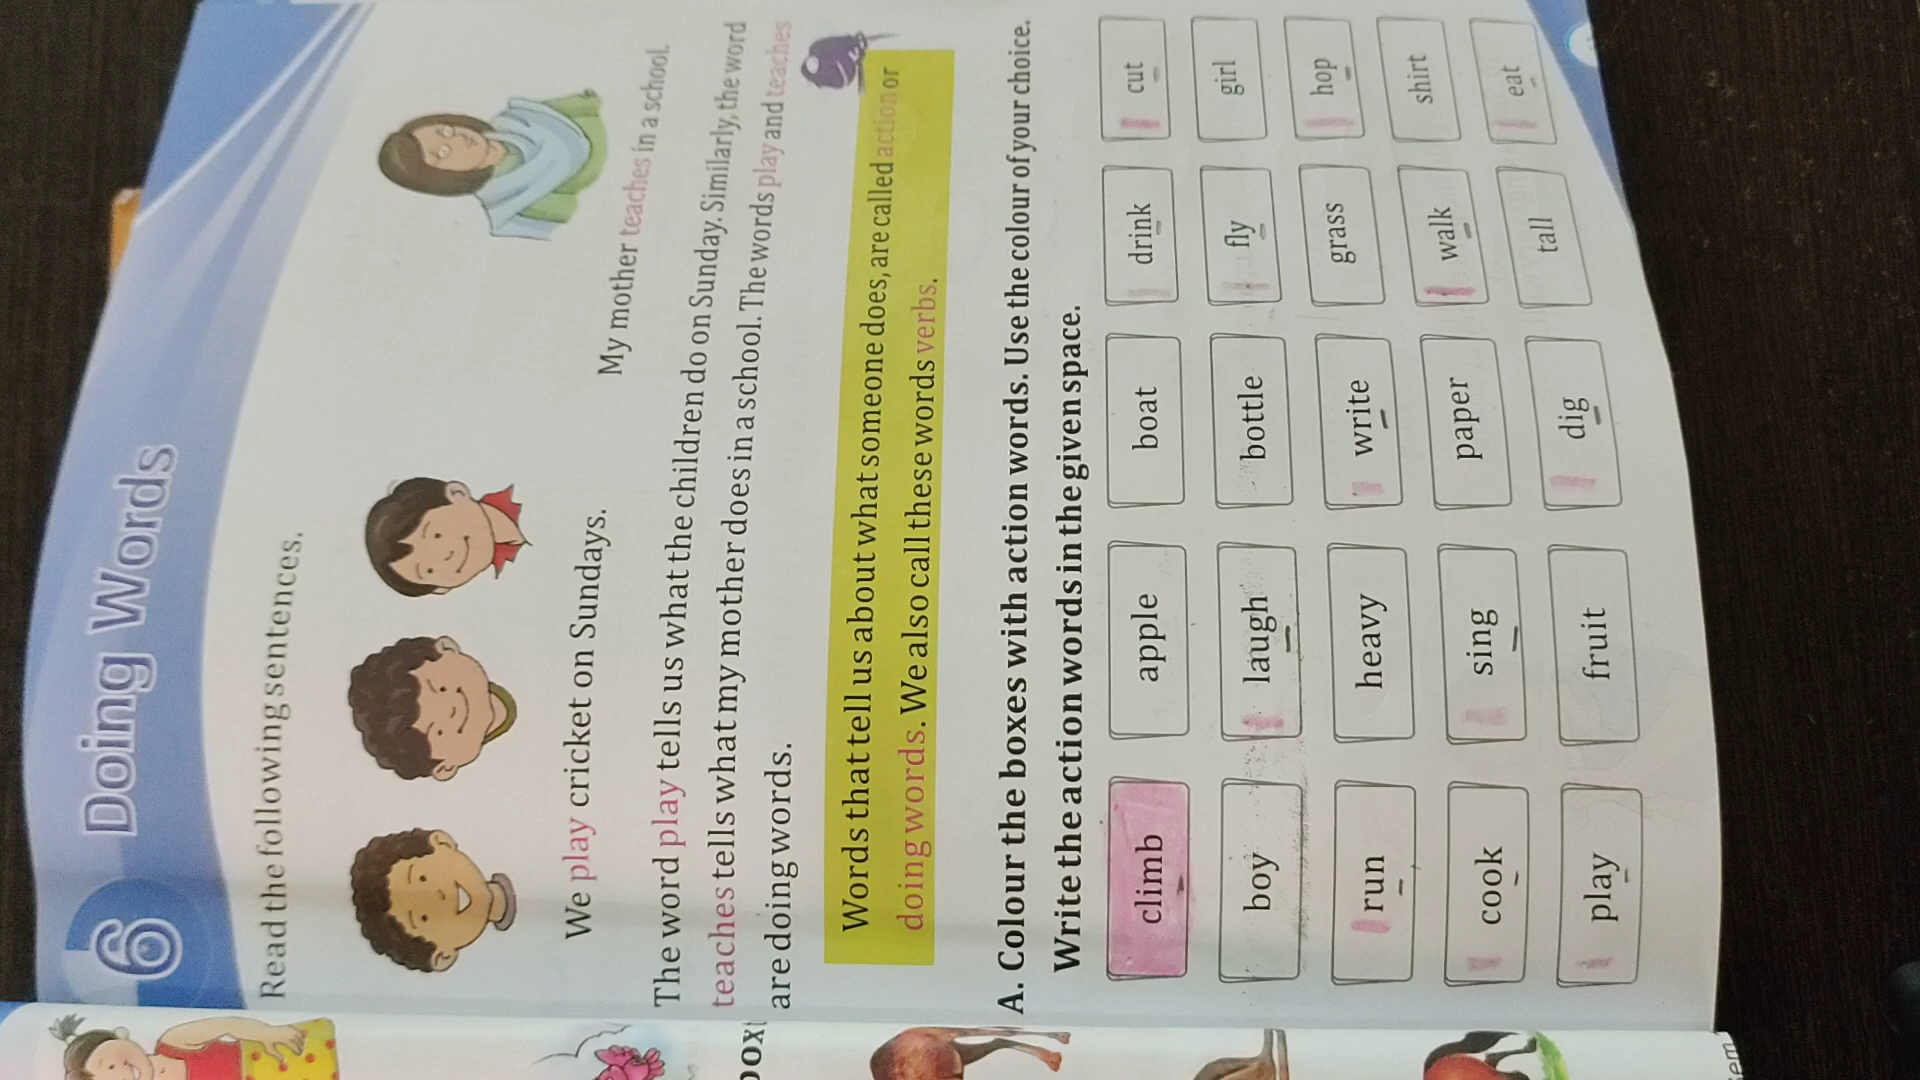 6 Doing Words
Read the following sentences.
We play cricket on Sundays.
My mother teaches in a school.
The word play tells us what the children do on Sunday. Similarly, the word
teaches tells what my mother does in a school. The words play and teaches
are doing words.
Words that tell us about what someone does, are called action or
doing words. We also call these words verbs.
A. Colour the boxes with action words. Use the colour of your choice.
Write the action words in the given space.
climb apple boat drink cut
boy laugh bottle fly girl
run heavy write grass hop
cook sing paper walk shirt
play fruit dig tall eat